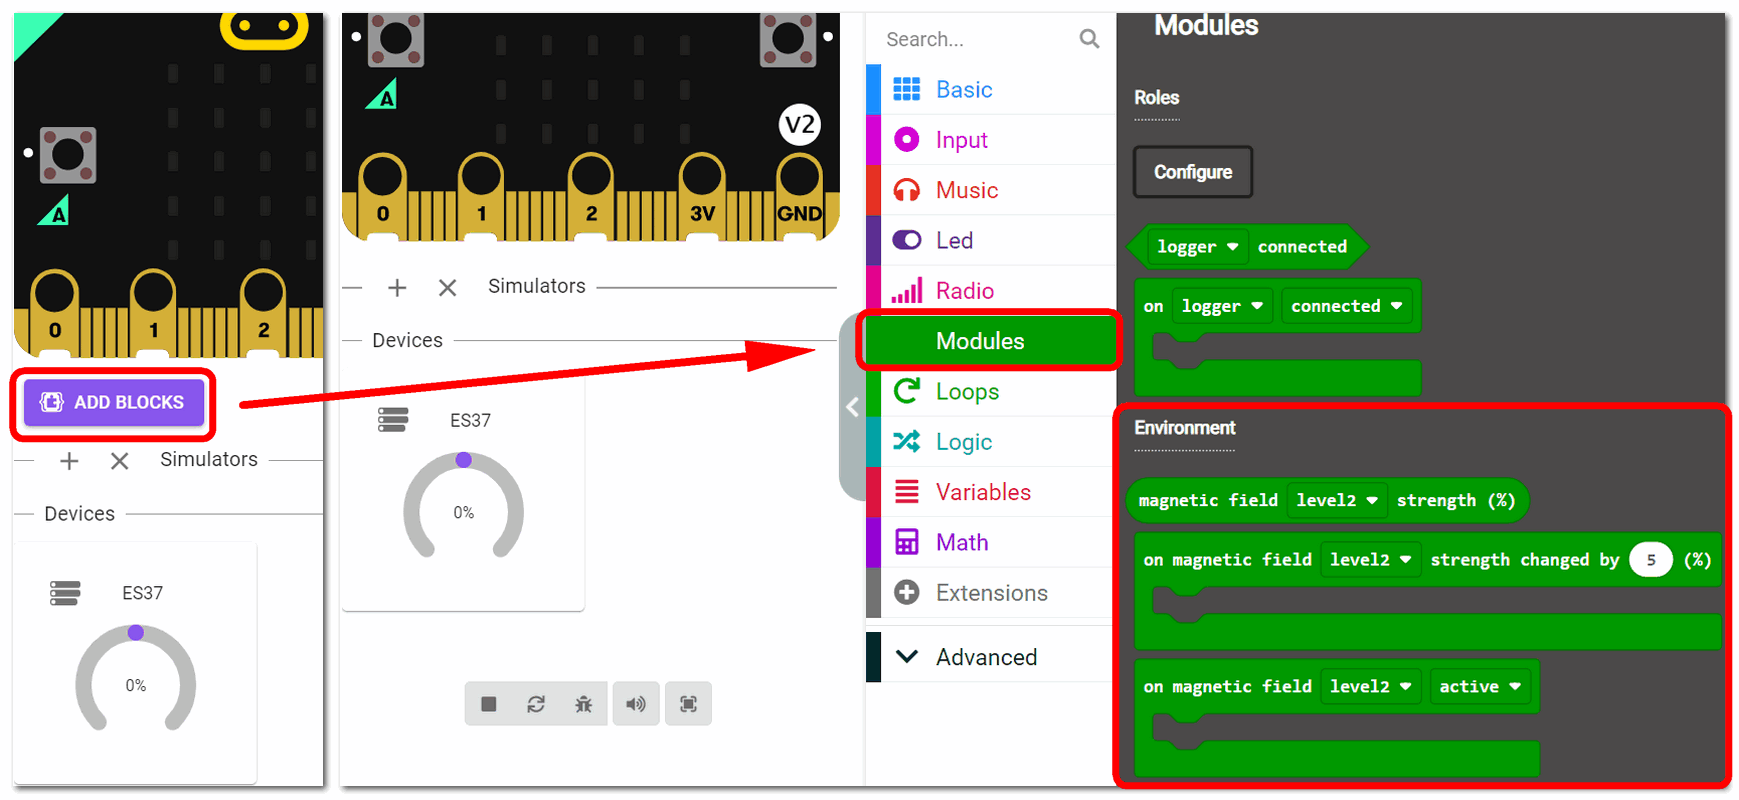 A
0 1 2
ADD BLOCKS
Simulators
Devices
ES37
0%
A
V2
0 1 2 3V GND
Simulators
Devices
ES37
0%
Search...
Basic
Input
Music
Led
Radio
Modules
Loops
Logic
Variables
Math
Extensions
Advanced
Modules
Roles
Configure
logger connected
on logger connected
Environment
magnetic field level2 strength (%)
on magnetic field level2 strength changed by 5 (%)
on magnetic field level2 active